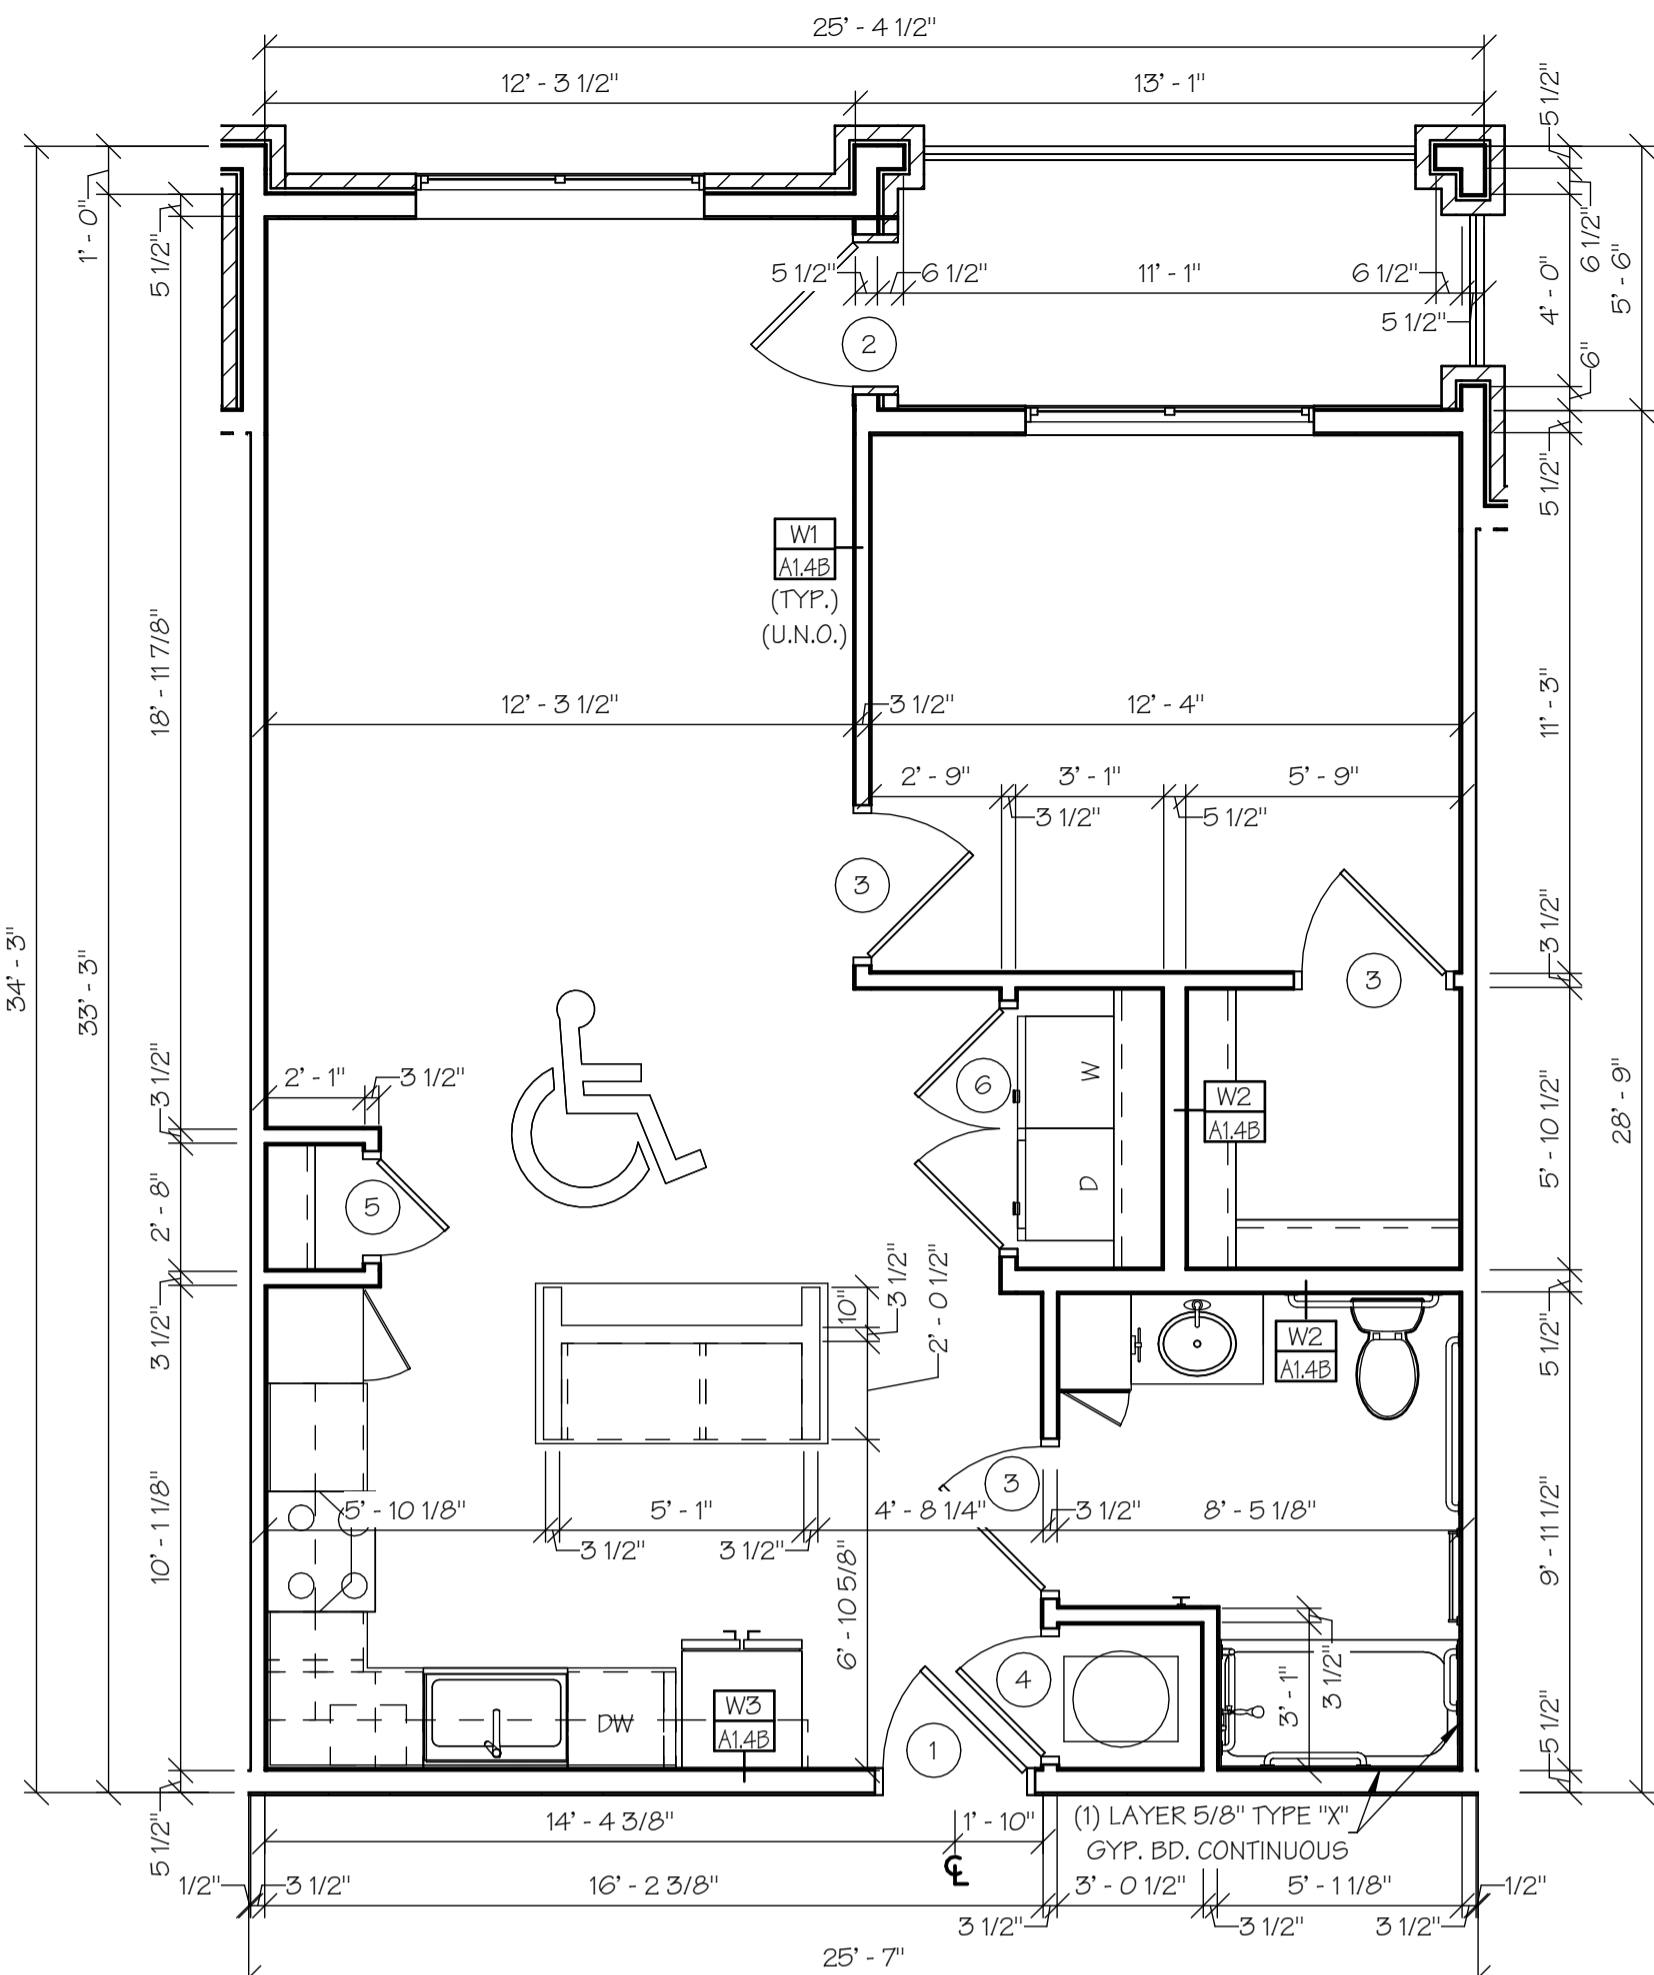 25' - 4 1/2"
12' - 3 1/2"
13' - 1"
5 1/2"
1' - 0"
5 1/2"
5 1/2"
6 1/2"
11' - 1"
6 1/2"
5 1/2"
4' - 0"
6 1/2"
5' - 6"
6"
2
5 1/2"
W1
A1.4B
(TYP.)
(U.N.O.)
18' - 11 7/8"
12' - 3 1/2"
3 1/2"
12' - 4"
11' - 3"
2' - 9"
3' - 1"
5' - 9"
3 1/2"
5 1/2"
3
3
3 1/2"
34' - 3"
33' - 3"
3 1/2"
2' - 1"
3 1/2"
6
W
W2
A1.4B
5' - 10 1/2"
28' - 9"
2' - 8"
5
D
3 1/2"
10"
3 1/2"
2' - 0 1/2"
W2
A1.4B
5 1/2"
3
10' - 1 1/8"
5' - 10 1/8"
5' - 1"
4' - 8 1/4"
3 1/2"
8' - 5 1/8"
3 1/2"
3 1/2"
9' - 11 1/2"
6' - 10 5/8"
4
3' - 1"
3 1/2"
W3
A1.4B
DW
1
5 1/2"
5 1/2"
14' - 4 3/8"
1' - 10"
(1) LAYER 5/8" TYPE "X"
GYP. BD. CONTINUOUS
CL
1/2"
3 1/2"
16' - 2 3/8"
3' - 0 1/2"
5' - 1 1/8"
1/2"
3 1/2"
3 1/2"
3 1/2"
25' - 7"